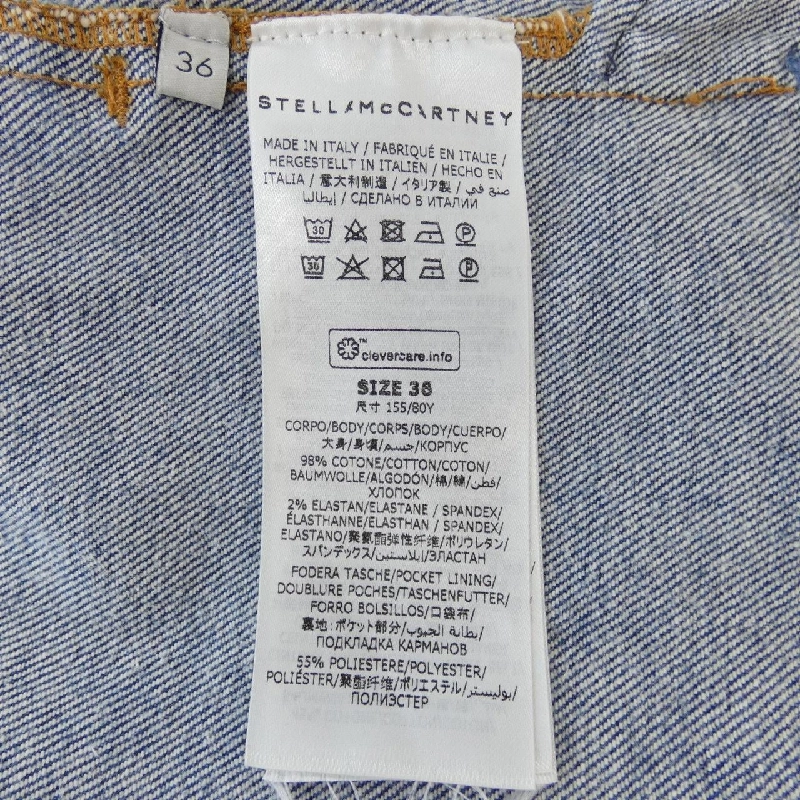 36
STELLA McCARTNEY
MADE IN ITALY / FABRIQUÉ EN ITALIE /
HERGESTELLT IN ITALIEN / HECHO EN
ITALIA / 意大利制造 / イタリア製 / صنع في
إيطاليا / СДЕЛАНО В ИТАЛИИ
30 P
30 P
clevercare.info
SIZE 36
尺寸 155/80Y
CORPO/BODY/CORPS/BODY/CUERPO/
大身/身頃/جسم/КОРПУС
98% COTONE/COTTON/COTON/
BAUMWOLLE/ALGODÓN/棉/綿/قطن/
ХЛОПОК
2% ELASTAN/ELASTANE / SPANDEX/
ÉLASTHANNE/ELASTHAN / SPANDEX/
ELASTANO/聚氨酯弹性纤维/ポリウレタン/
スパンデックス/إيلاستين/ЭЛАСТАН
FODERA TASCHE/POCKET LINING/
DOUBLURE POCHES/TASCHENFUTTER/
FORRO BOLSILLOS/口袋布/
裏地:ポケット部分/بطانة الجيوب/
ПОДКЛАДКА КАРМАНОВ
55% POLIESTERE/POLYESTER/
POLIÉSTER/聚酯纤维/ポリエステル/بوليستر/
ПОЛИЭСТЕР